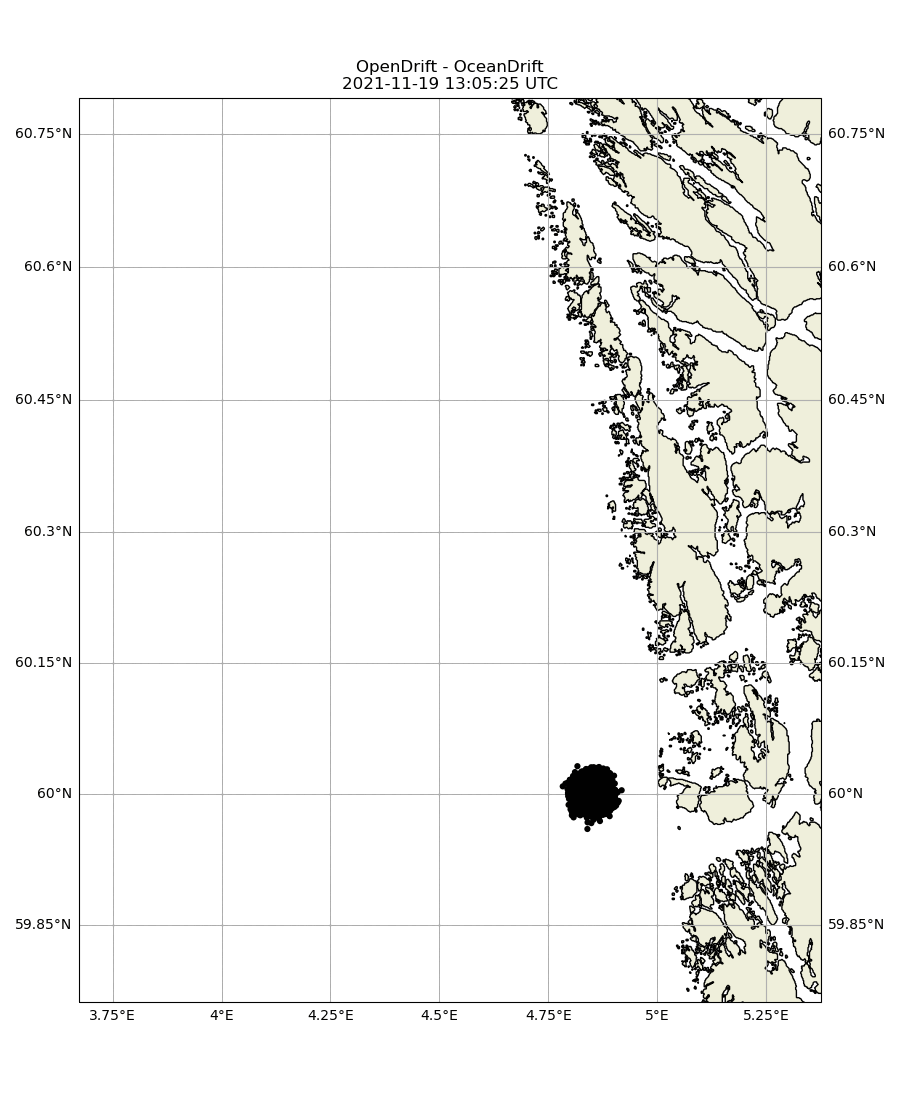 OpenDrift - OceanDrift
2021-11-19 13:05:25 UTC
60.75°N 60.75°N
60.6°N 60.6°N
60.45°N 60.45°N
60.3°N 60.3°N
60.15°N 60.15°N
60°N 60°N
59.85°N 59.85°N
3.75°E 4°E 4.25°E 4.5°E 4.75°E 5°E 5.25°E